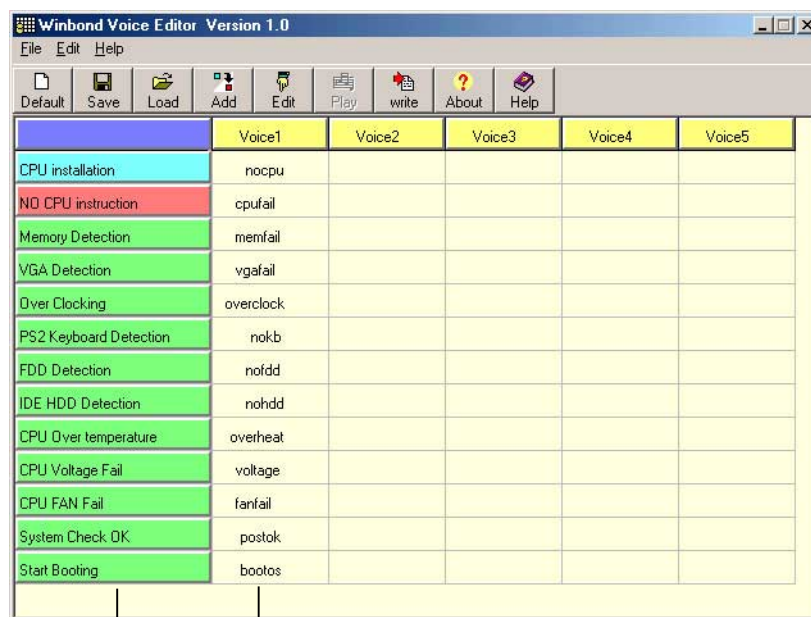 Winbond Voice Editor Version 1.0
File Edit Help
Default Save Load Add Edit Play write About Help
Voice1 Voice2 Voice3 Voice4 Voice5
CPU installation nocpu
NO CPU instruction cpufail
Memory Detection memfail
VGA Detection vgafail
Over Clocking overclock
PS2 Keyboard Detection nokb
FDD Detection nofdd
IDE HDD Detection nohdd
CPU Over temperature overheat
CPU Voltage Fail voltage
CPU FAN Fail fanfail
System Check OK postok
Start Booting bootos